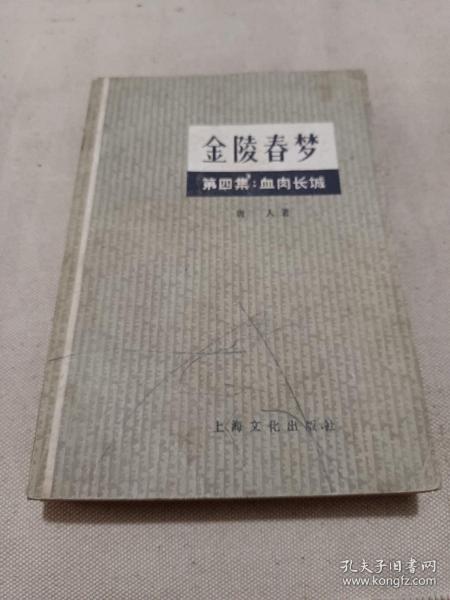 金陵春梦
第四集：血肉长城
唐 人著
上海文化出版社
孔夫子旧书网
www.kongfz.com